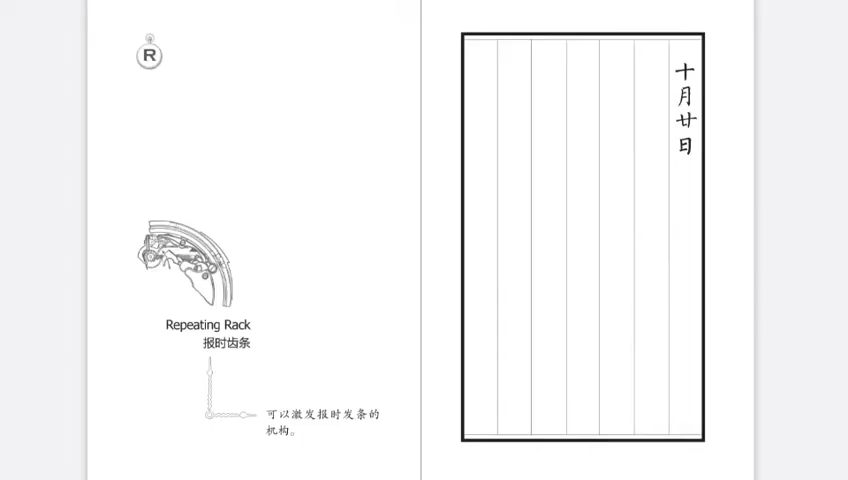 R
Repeating Rack
报时齿条
可以激发报时发条的
机构。
十月廿日